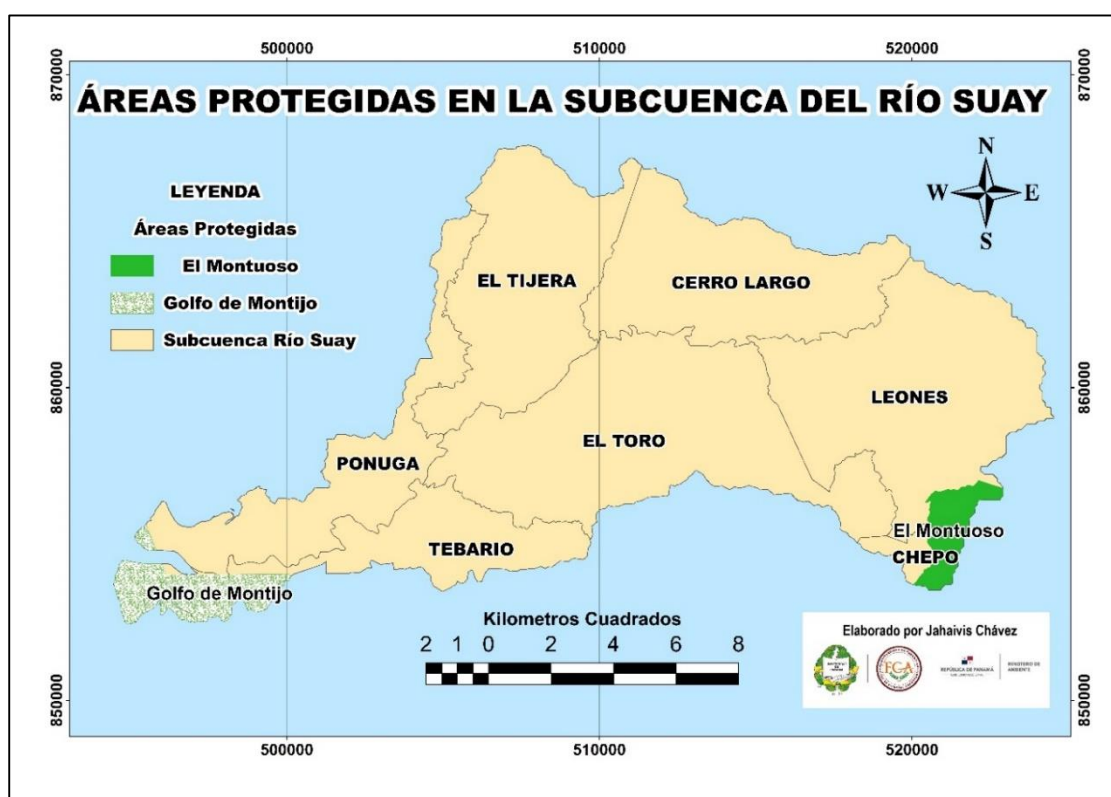 500000
510000
520000
870000
870000
ÁREAS PROTEGIDAS EN LA SUBCUENCA DEL RÍO SUAY
N
W
E
S
LEYENDA
Áreas Protegidas
El Montuoso
Golfo de Montijo
Subcuenca Río Suay
EL TIJERA
CERRO LARGO
860000
860000
LEONES
EL TORO
PONUGA
TEBARIO
El Montuoso
CHEPO
Golfo de Montijo
Kilometros Cuadrados
2 1 0 2 4 6 8
Elaborado por Jahaivis Chávez
FGA
REPÚBLICA DE PANAMÁ
MINISTERIO DE
AMBIENTE
850000
850000
500000
510000
520000